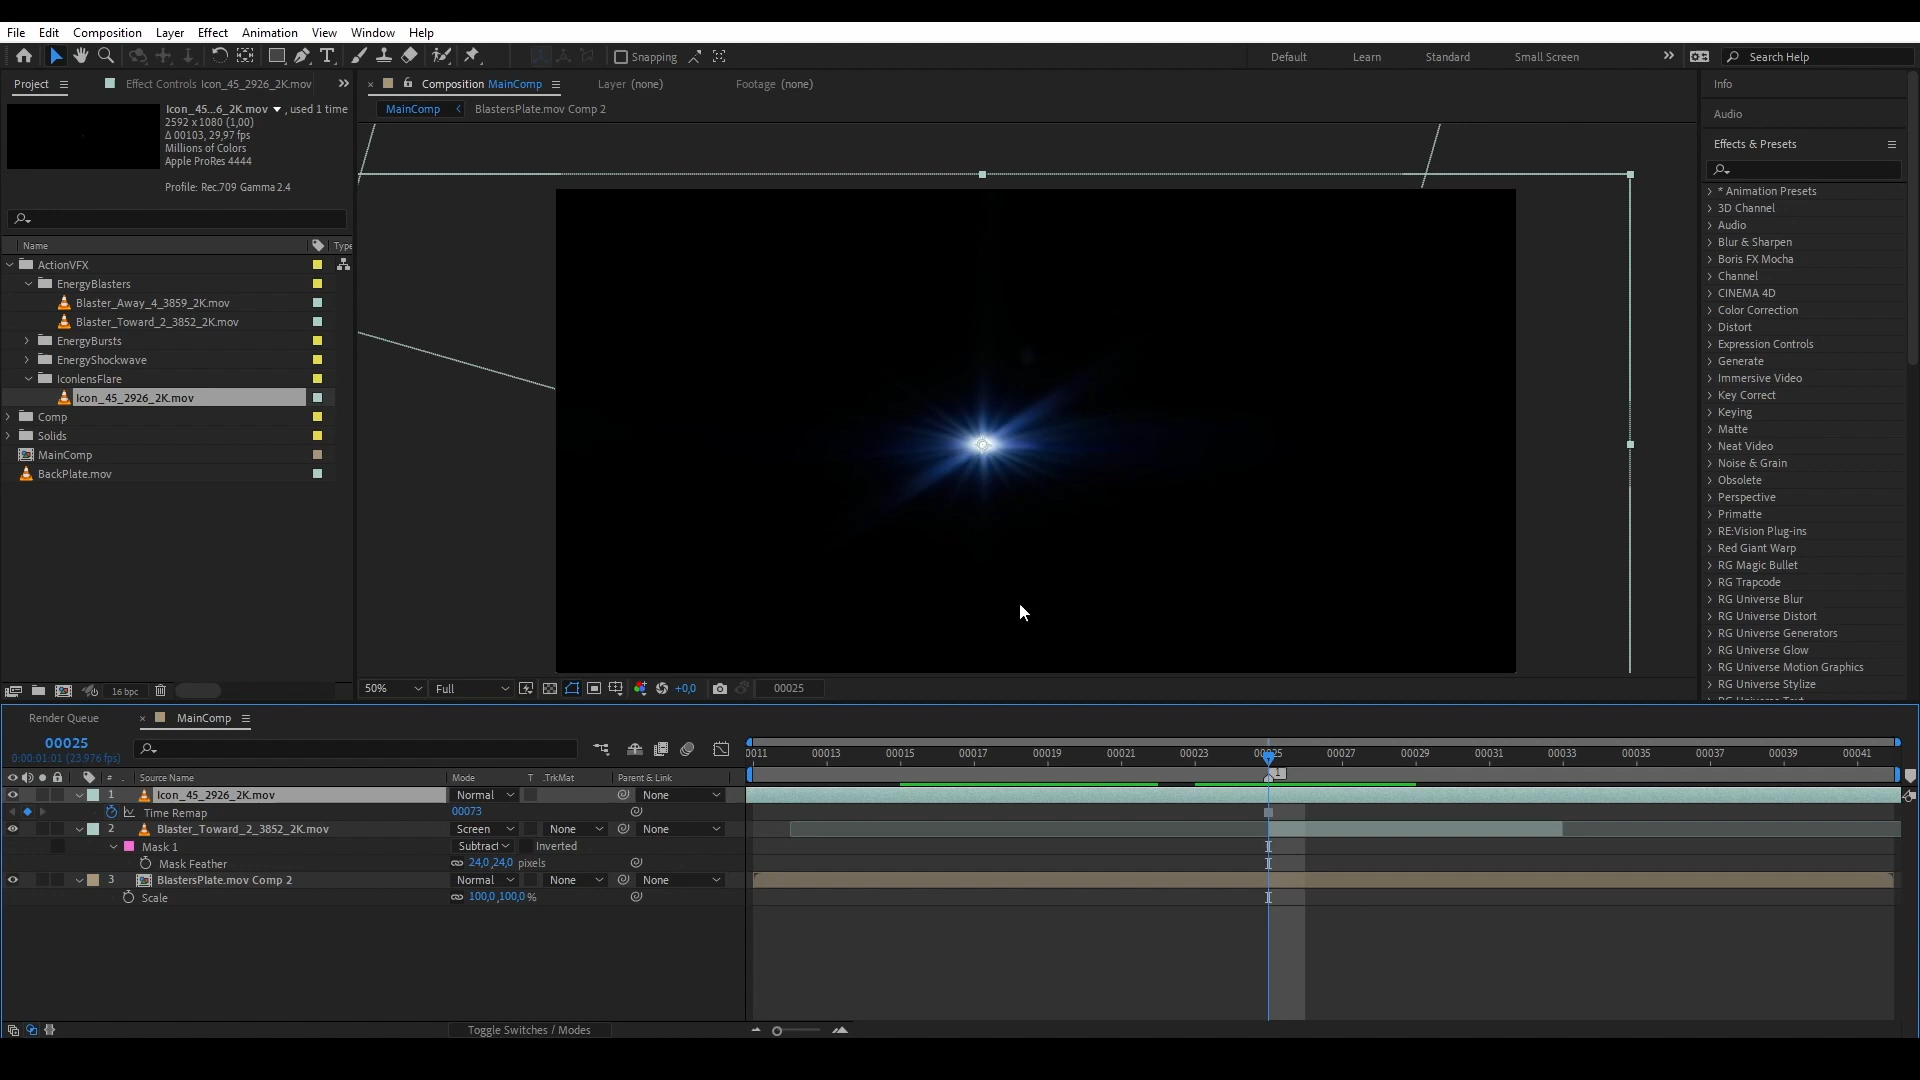 File Edit Composition Layer Effect Animation View Window Help
Snapping Default Learn Standard Small Screen Search Help
Project Effect Controls Icon_45_2926_2K.mov
Composition MainComp Layer (none) Footage (none)
MainComp BlastersPlate.mov Comp 2
Icon_45...6_2K.mov , used 1 time
2592 x 1080 (1,00)
Δ 00103, 29,97 fps
Millions of Colors
Apple ProRes 4444
Profile: Rec.709 Gamma 2.4
Name Type
ActionVFX
EnergyBlasters
Blaster_Away_4_3859_2K.mov
Blaster_Toward_2_3852_2K.mov
EnergyBursts
EnergyShockwave
IconlensFlare
Icon_45_2926_2K.mov
Comp
Solids
MainComp
BackPlate.mov
16 bpc
50% Full +0,0 00025
Info
Audio
Effects & Presets
* Animation Presets
3D Channel
Audio
Blur & Sharpen
Boris FX Mocha
Channel
CINEMA 4D
Color Correction
Distort
Expression Controls
Generate
Immersive Video
Key Correct
Keying
Matte
Neat Video
Noise & Grain
Obsolete
Perspective
Primatte
RE:Vision Plug-ins
Red Giant Warp
RG Magic Bullet
RG Trapcode
RG Universe Blur
RG Universe Distort
RG Universe Generators
RG Universe Glow
RG Universe Motion Graphics
RG Universe Stylize
Render Queue MainComp
00025
0:00:01:01 (23.976 fps)
0011 00013 00015 00017 00019 00021 00023 00025 00027 00029 00031 00033 00035 00037 00039 00041
# Source Name Mode T .TrkMat Parent & Link
1
1 Icon_45_2926_2K.mov Normal None
Time Remap 00073
2 Blaster_Toward_2_3852_2K.mov Screen None None
Mask 1 Subtract Inverted
Mask Feather 24,0,24,0 pixels
3 BlastersPlate.mov Comp 2 Normal None None
Scale 100,0,100,0 %
Toggle Switches / Modes